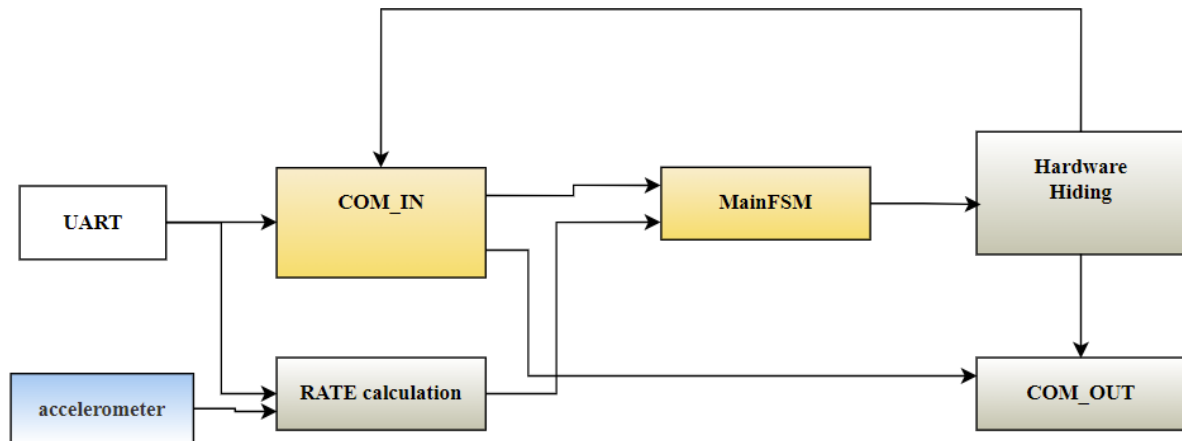 UART
COM_IN
MainFSM
Hardware
Hiding
accelerometer
RATE calculation
COM_OUT